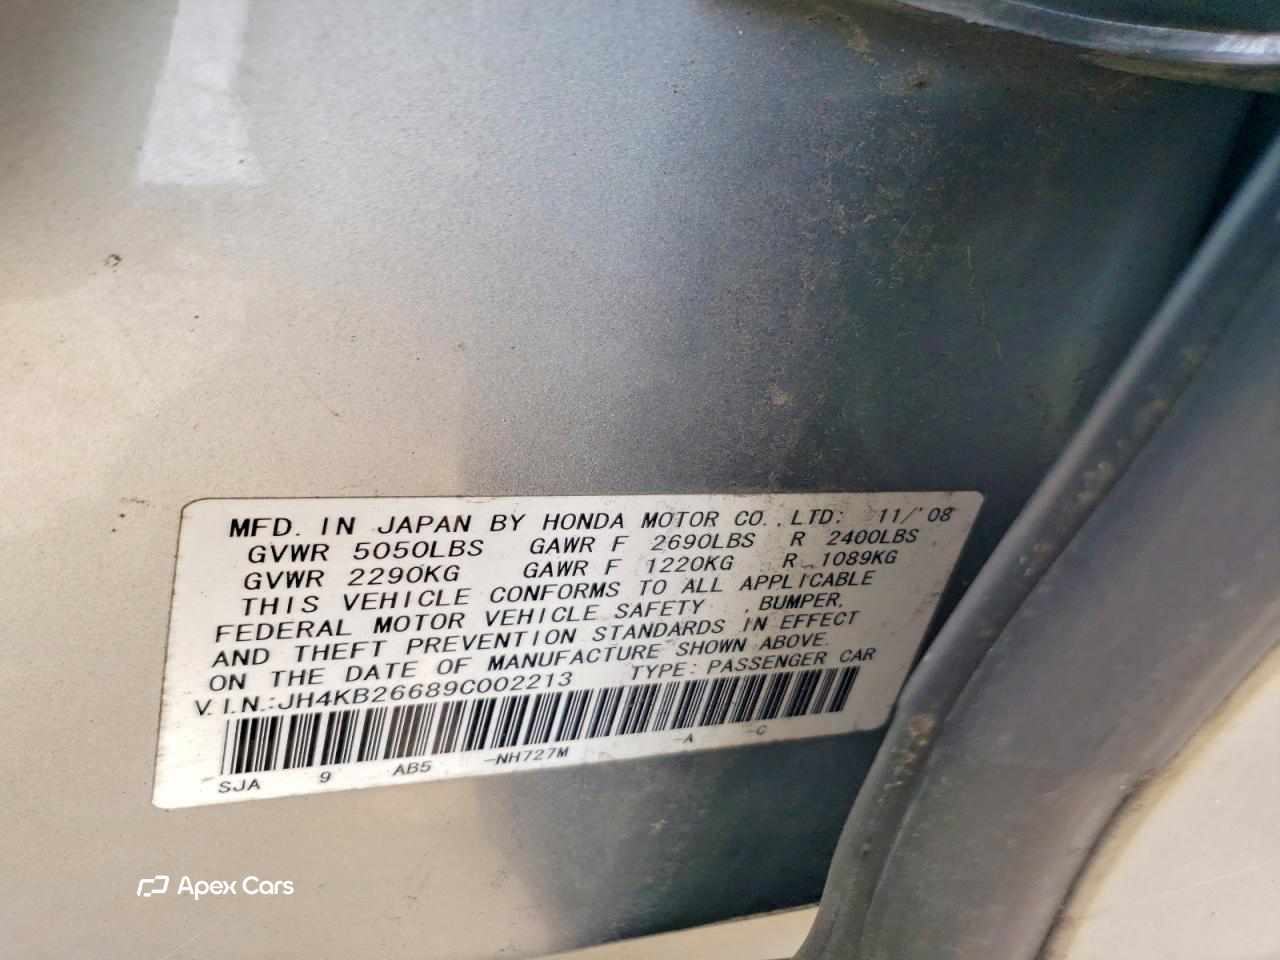 MFD. IN JAPAN BY HONDA MOTOR CO., LTD: 11/'08
GVWR 5050LBS GAWR F 2690LBS R 2400LBS
GVWR 2290KG GAWR F 1220KG R 1089KG
THIS VEHICLE CONFORMS TO ALL APPLICABLE
FEDERAL MOTOR VEHICLE SAFETY , BUMPER,
AND THEFT PREVENTION STANDARDS IN EFFECT
ON THE DATE OF MANUFACTURE SHOWN ABOVE.
V.I.N.:JH4KB26689C002213 TYPE: PASSENGER CAR
SJA 9 AB5 -NH727M -A -C
Apex Cars